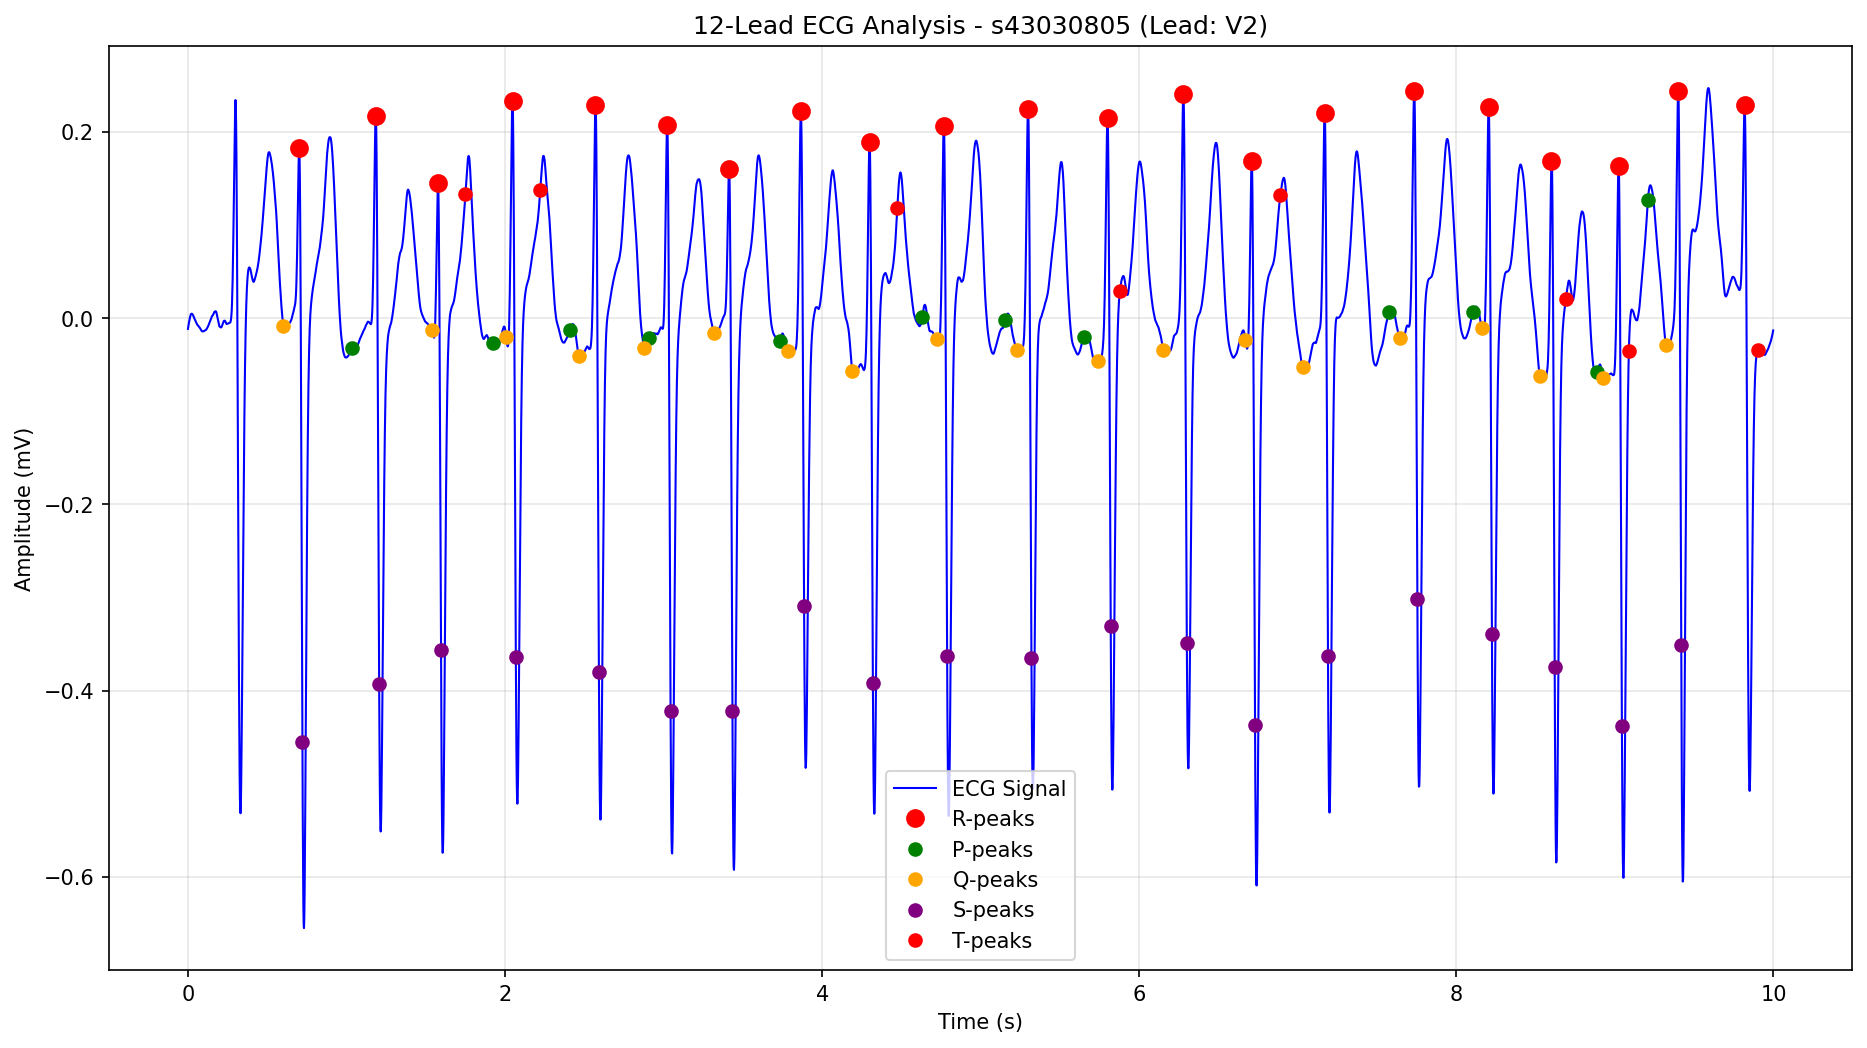 12-Lead ECG Analysis - s43030805 (Lead: V2)
Amplitude (mV)
0.2
0.0
−0.2
−0.4
−0.6
ECG Signal
R-peaks
P-peaks
Q-peaks
S-peaks
T-peaks
0 2 4 6 8 10
Time (s)